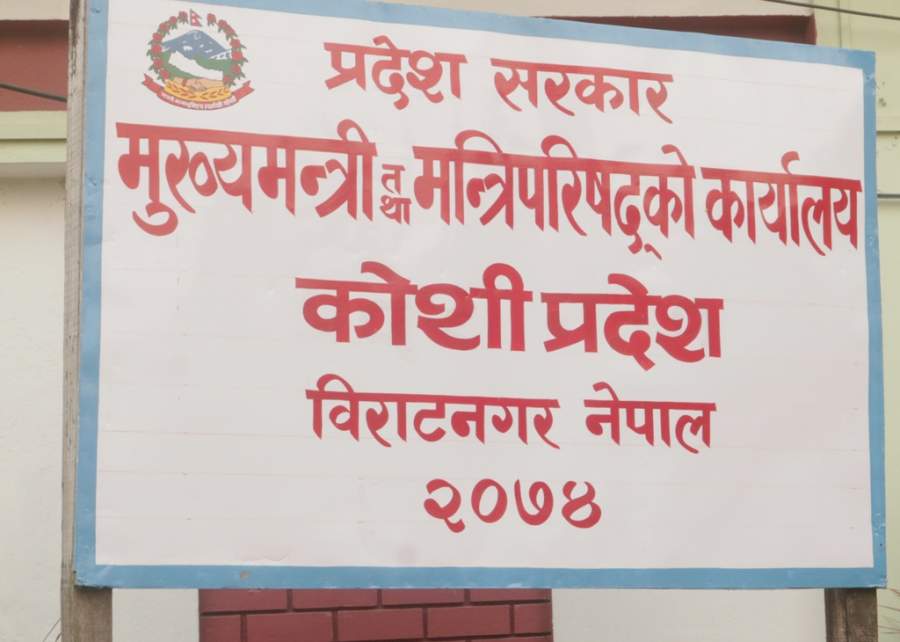 प्रदेश सरकार
मुख्यमन्त्री तथा मन्त्रिपरिषद्को कार्यालय
कोशी प्रदेश
विराटनगर नेपाल
२०७४